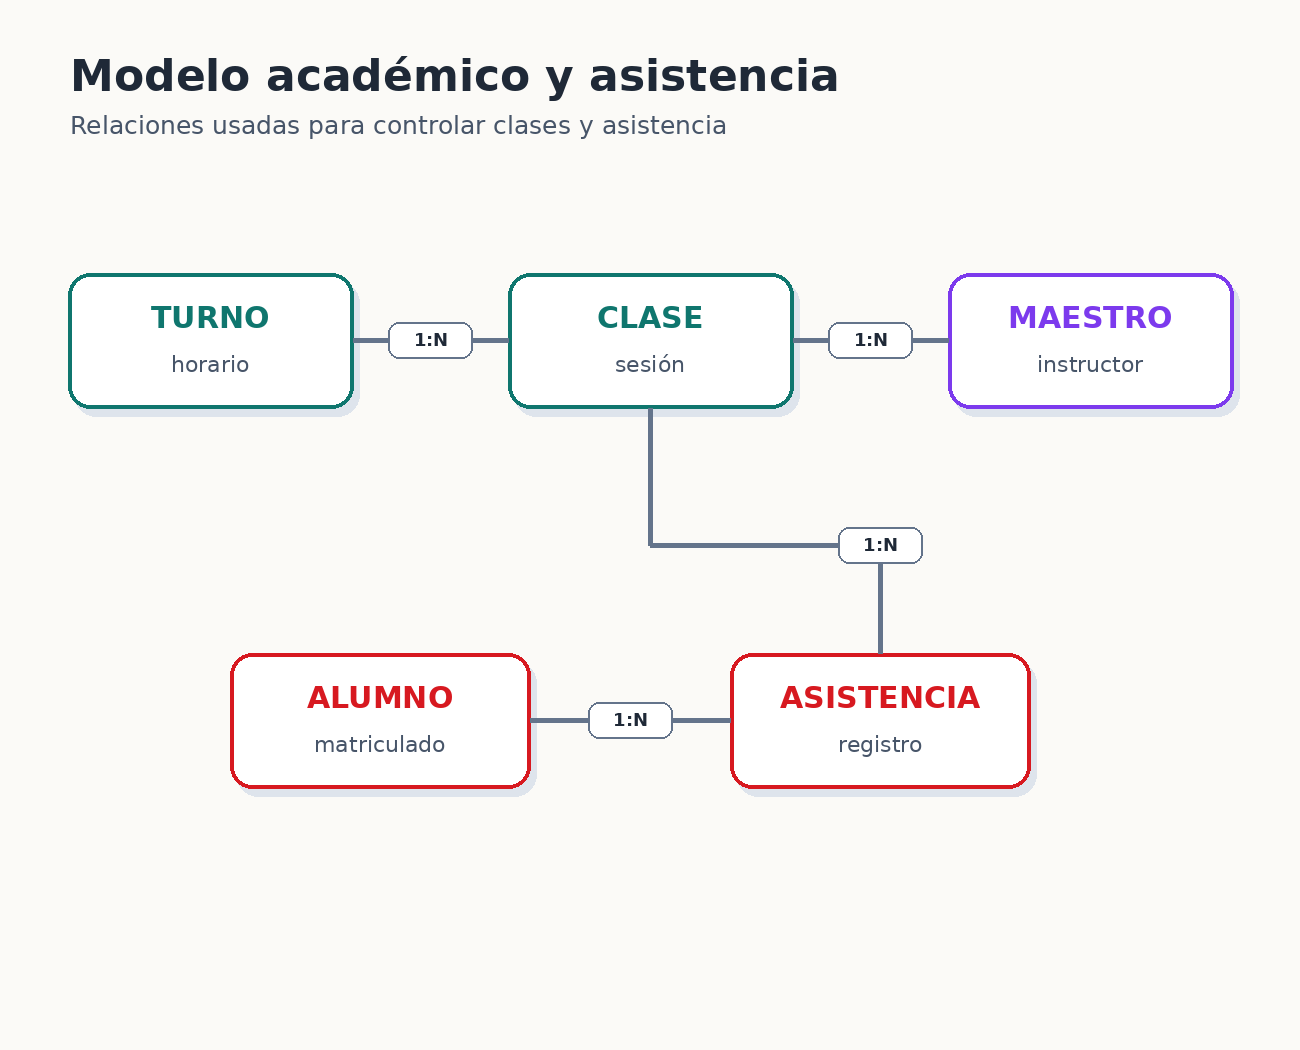 Modelo académico y asistencia
Relaciones usadas para controlar clases y asistencia
TURNO
horario
1:N
CLASE
sesión
1:N
MAESTRO
instructor
1:N
ALUMNO
matriculado
1:N
ASISTENCIA
registro